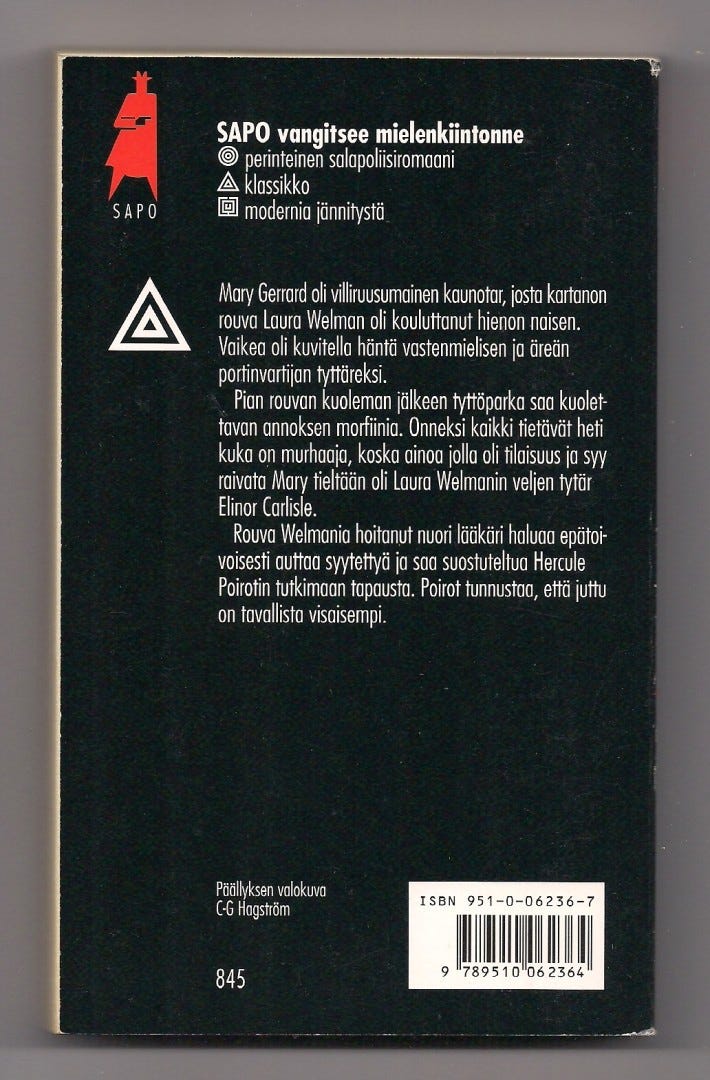 SAPO
SAPO vangitsee mielenkiintonne
perinteinen salapoliisiromaani
klassikko
modernia jännitystä
Mary Gerrard oli villiruusumainen kaunotar, josta kartanon
rouva Laura Welman oli kouluttanut hienon naisen.
Vaikea oli kuvitella häntä vastenmielisen ja äreän
portinvartijan tyttäreksi.
Pian rouvan kuoleman jälkeen tyttöparka saa kuolet-
tavan annoksen morfiinia. Onneksi kaikki tietävät heti
kuka on murhaaja, koska ainoa jolla oli tilaisuus ja syy
raivata Mary tieltään oli Laura Welmanin veljen tytär
Elinor Carlisle.
Rouva Welmania hoitanut nuori lääkäri haluaa epätoi-
voisesti auttaa syytettyä ja saa suostuteltua Hercule
Poirotin tutkimaan tapausta. Poirot tunnustaa, että juttu
on tavallista visaisempi.
Päällyksen valokuva
C-G Hagström
845
ISBN 951-0-06236-7
9 789510 062364